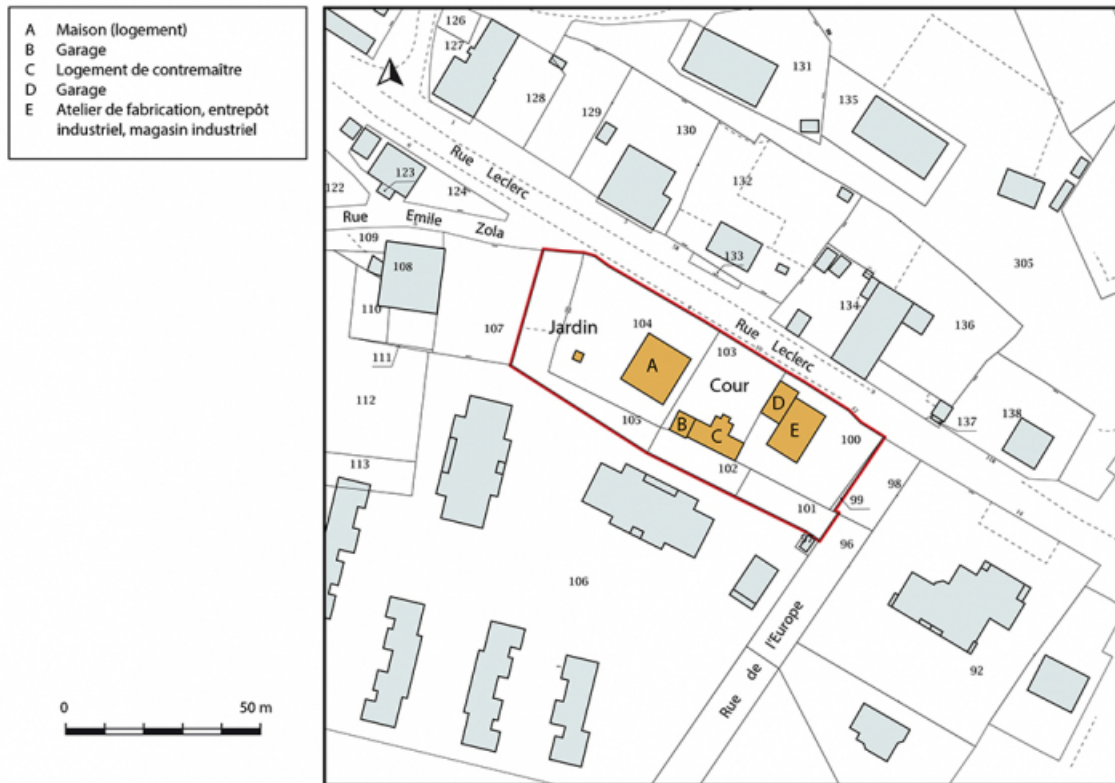 A Maison (logement)
B Garage
C Logement de contremaître
D Garage
E Atelier de fabrication, entrepôt
industriel, magasin industriel
126
127
128
129
130
131
135
132
133
134
136
305
137
138
122
123
124
Rue Leclerc
Rue Emile Zola
109
108
110
107
111
112
113
Jardin
104
A
103
Cour
Rue Leclerc
D
E
B
C
105
102
100
101
99
98
96
106
92
Rue de l'Europe
0 50 m